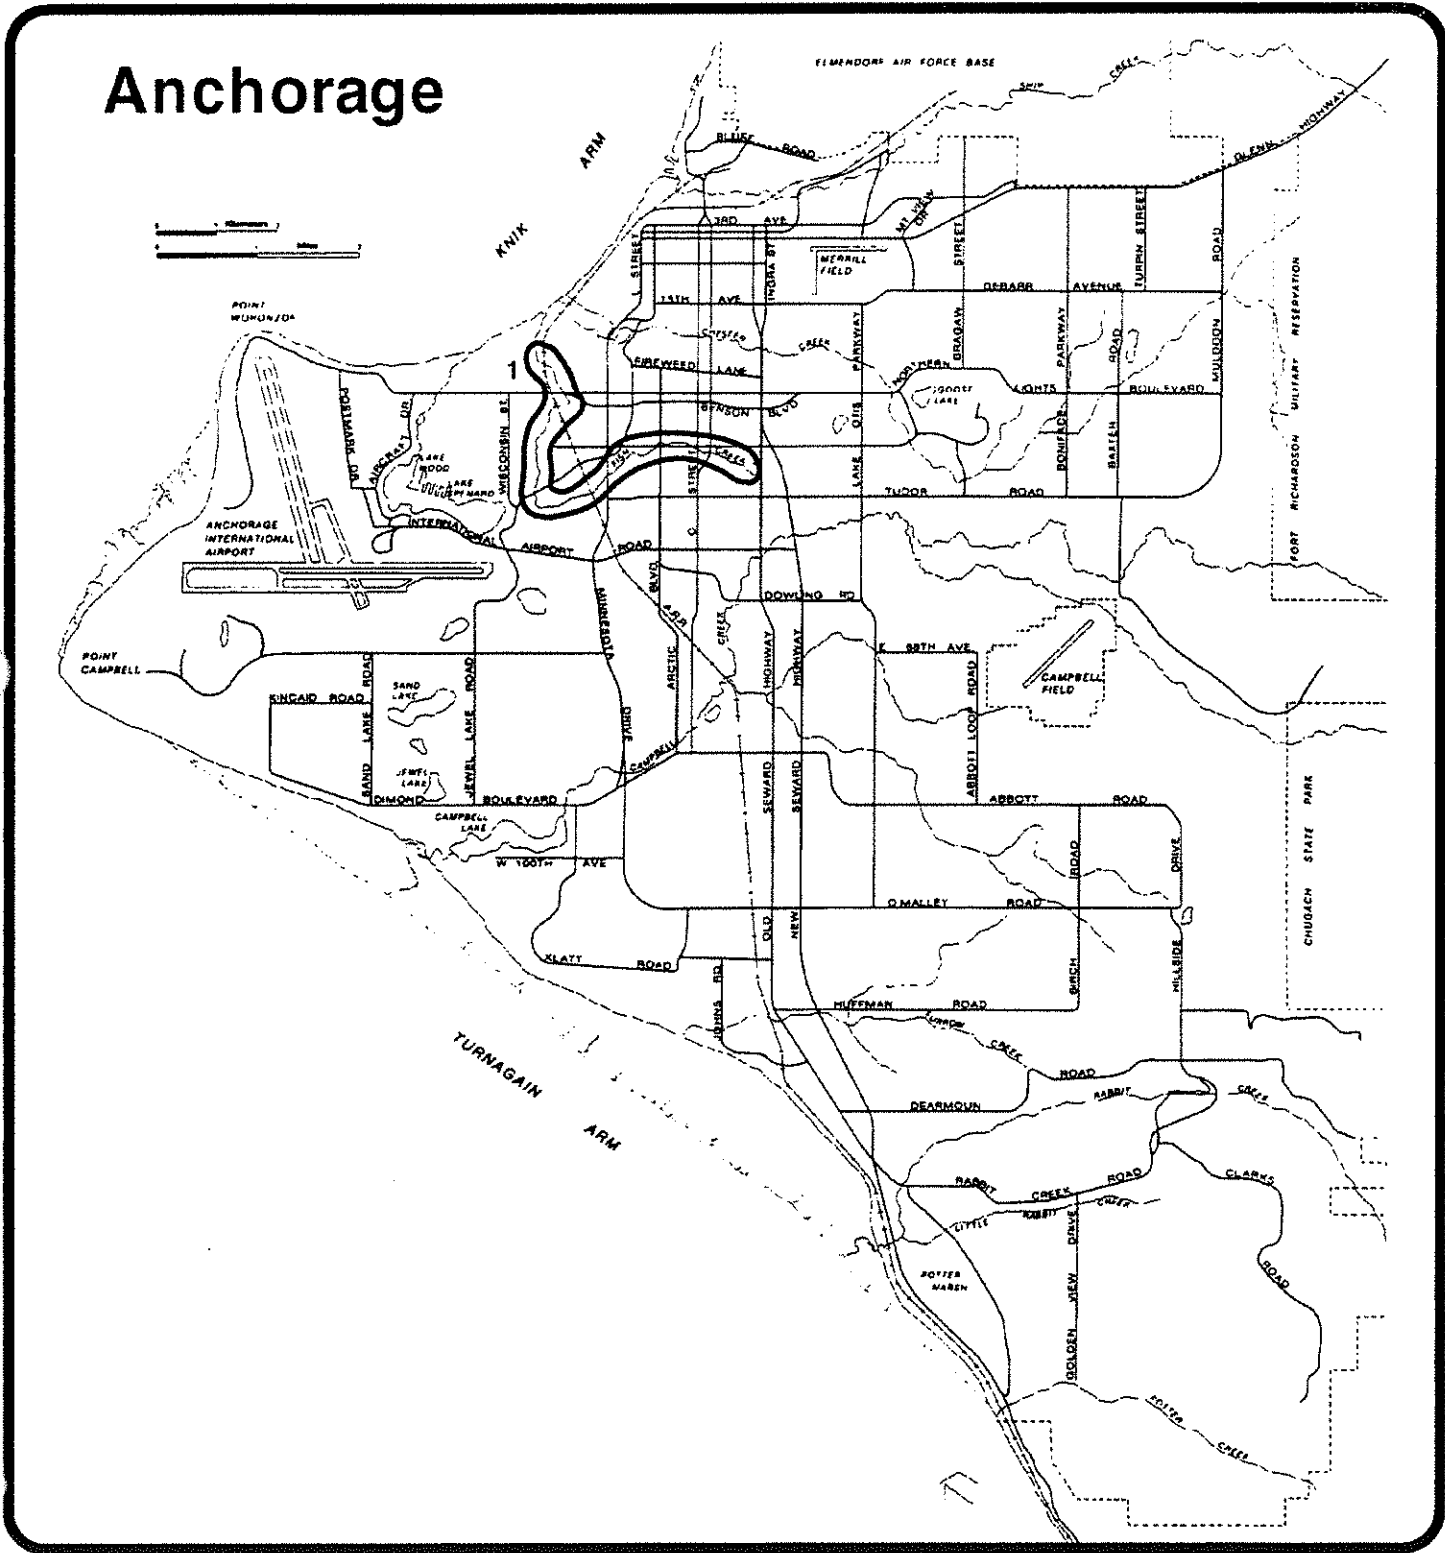 Anchorage
ELMENDORF AIR FORCE BASE
SHIP CREEK
GLENN HIGHWAY
KNIK ARM
BLUFF ROAD
3RD AVE
MT VIEW DR
L STREET
INGRA ST
MERRILL
FIELD
STREET
TURPIN STREET
ROAD
Kilometers
Miles
15TH AVE
DEBARR AVENUE
POINT
WORONZOF
CHESTER CREEK
PARKWAY
BRAGAW
PARKWAY
ROAD
MULDOON
FORT RICHARDSON MILITARY RESERVATION
1
FIREWEED LANE
NORTHERN LIGHTS BOULEVARD
GOOSE
LAKE
POSTMARK DR
AIRCRAFT DR
WISCONSIN ST
BENSON BLVD
OTIS
LAKE
BONIFACE
BAXTER
LAKE
HOOD
LAKE
SPENARD
FISH CREEK
STREET
C
TUDOR ROAD
ANCHORAGE
INTERNATIONAL
AIRPORT
INTERNATIONAL AIRPORT ROAD
BLVD
ARCTIC
A.R.R.
DOWLING RD
MINNESOTA DRIVE
CREEK
HIGHWAY
HIGHWAY
E 68TH AVE
POINT
CAMPBELL
CAMPBELL
FIELD
KINCAID ROAD
SAND
LAKE
SAND LAKE ROAD
JEWEL LAKE ROAD
JEWEL
LAKE
ABBOTT LOOP ROAD
CAMPBELL
DIMOND BOULEVARD
SEWARD
SEWARD
ABBOTT ROAD
CAMPBELL
LAKE
W 100TH AVE
ROAD
DRIVE
CHUGACH STATE PARK
O MALLEY ROAD
OLD
NEW
KLATT ROAD
JOHNS RD
BIRCH
HILLSIDE
HUFFMAN ROAD
FURROW CREEK
TURNAGAIN ARM
ROAD
DEARMOUN
RABBIT CREEK
RABBIT CREEK ROAD
CLARKS ROAD
LITTLE RABBIT CREEK
POTTER
MARSH
GOLDEN VIEW DRIVE
POTTER CREEK